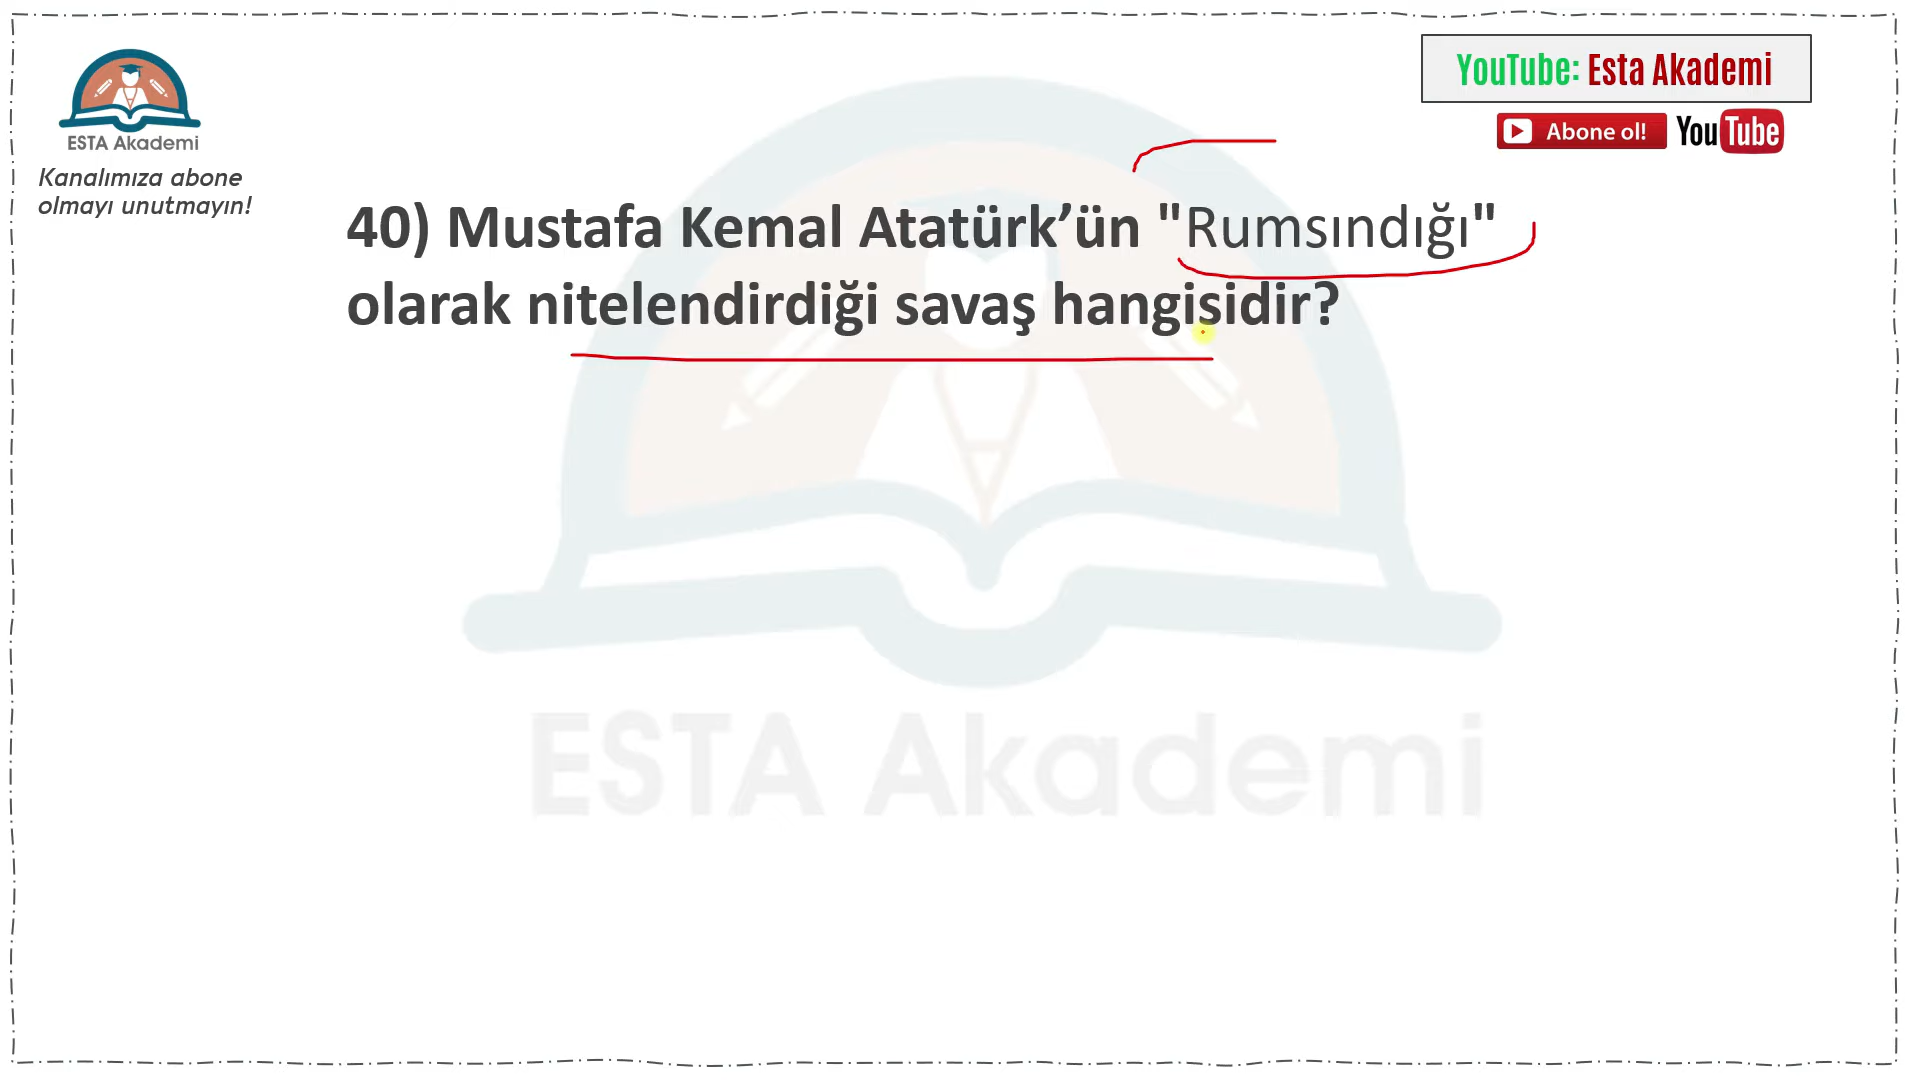 YouTube: Esta Akademi
Abone ol!
YouTube
ESTA Akademi
Kanalımıza abone
olmayı unutmayın!
40) Mustafa Kemal Atatürk’ün "Rumsındığı"
olarak nitelendirdiği savaş hangisidir?
ESTA Akademi